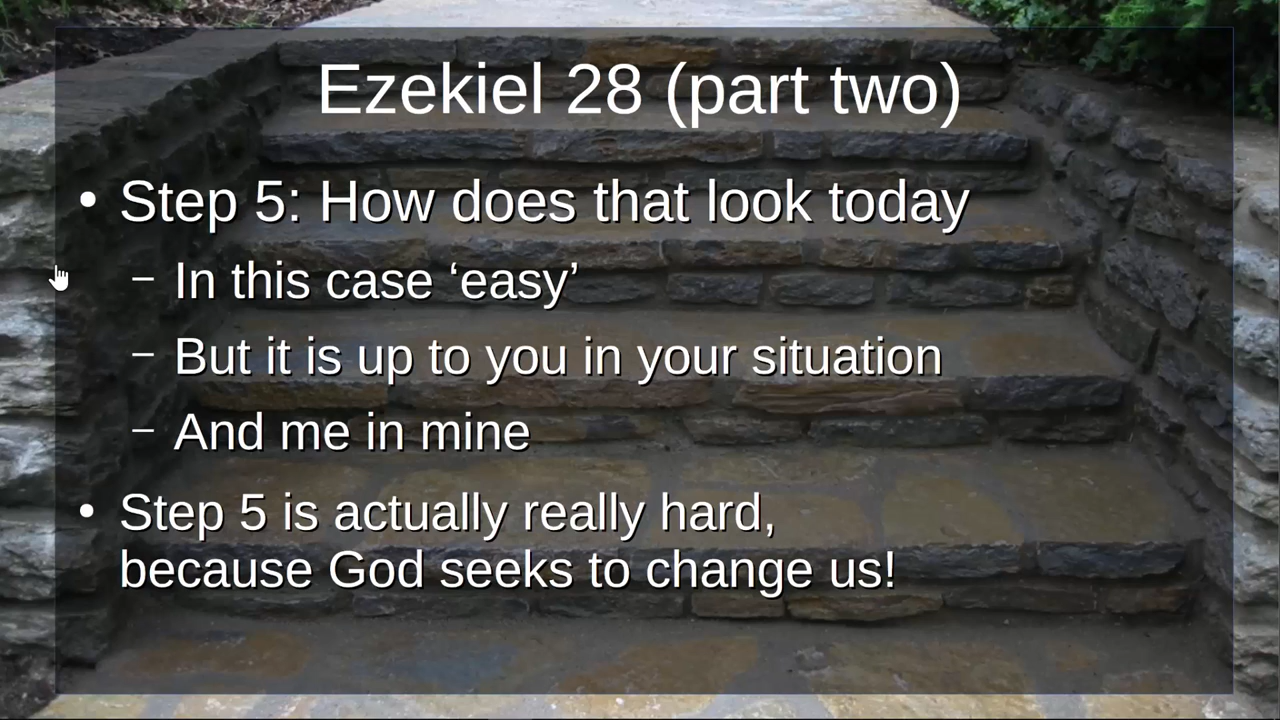 Ezekiel 28 (part two)
• Step 5: How does that look today
– In this case ‘easy’
– But it is up to you in your situation
– And me in mine
• Step 5 is actually really hard,
because God seeks to change us!